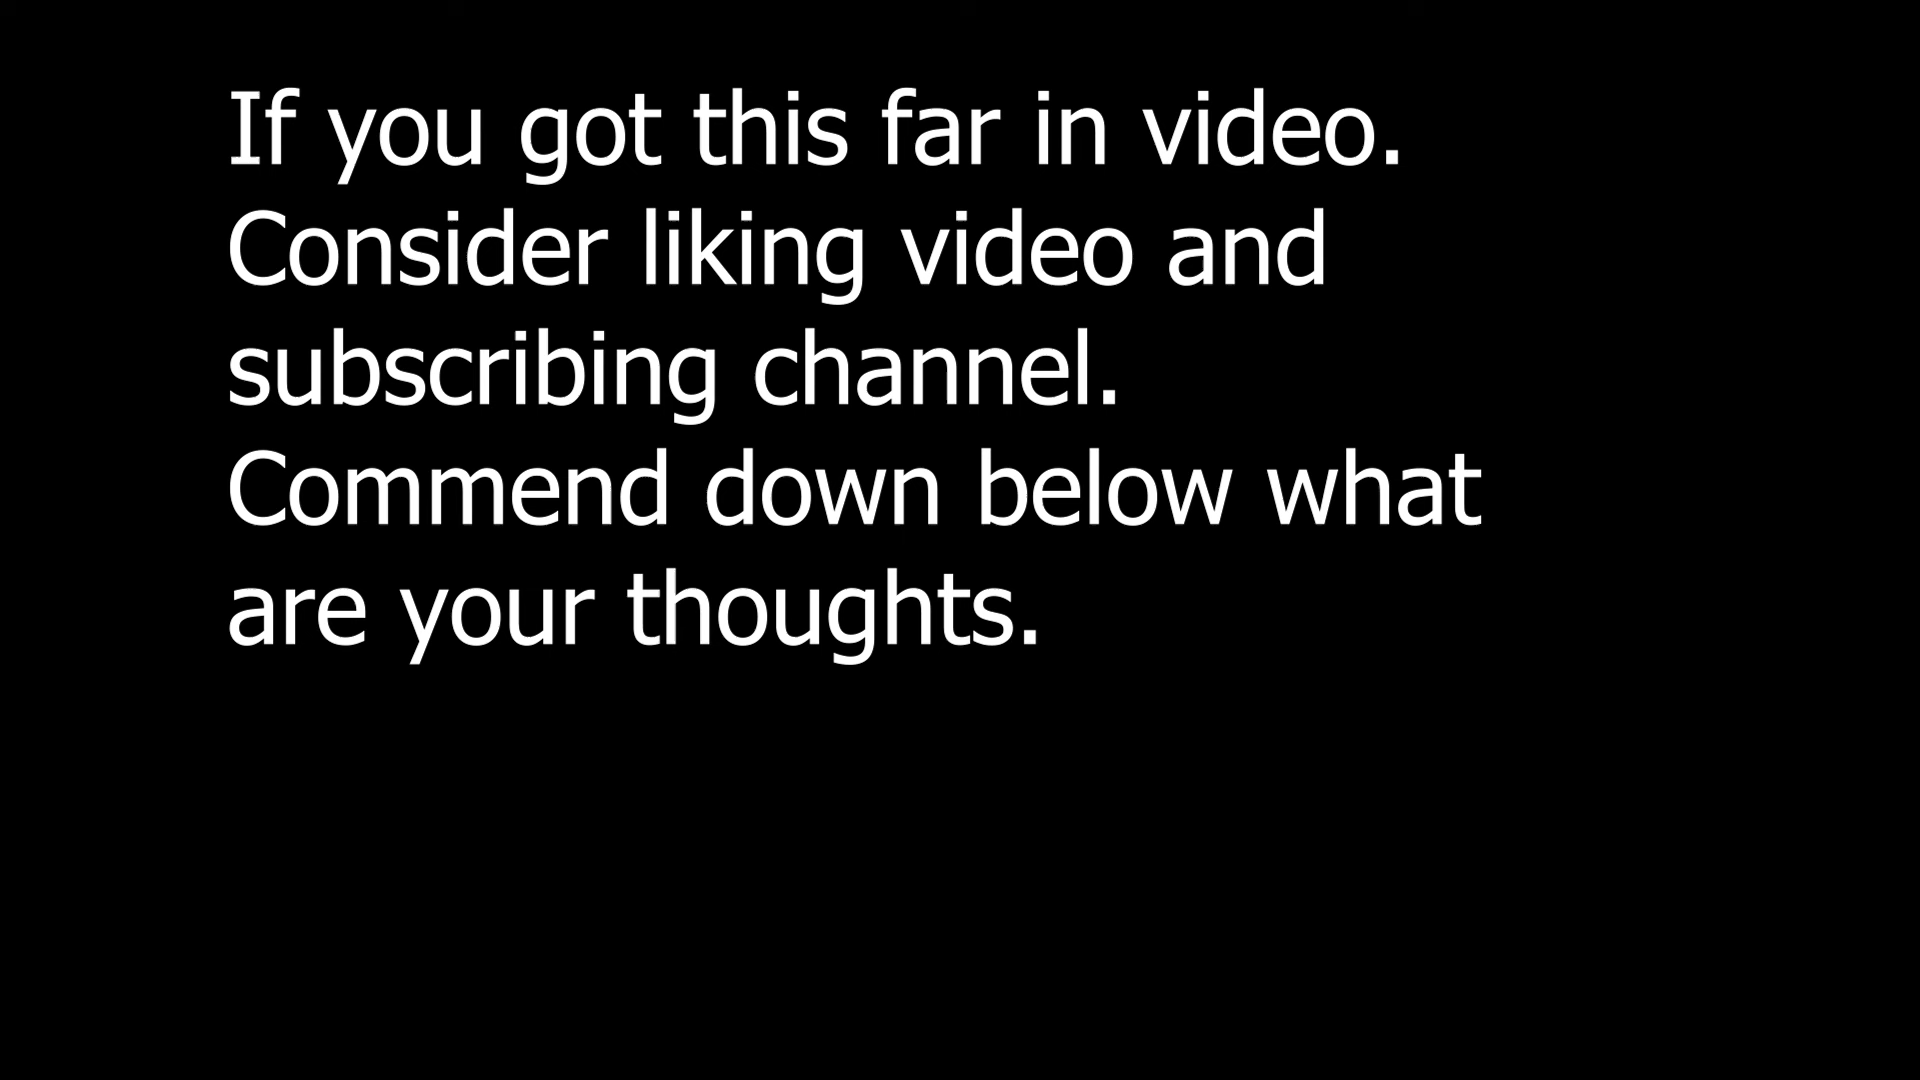 If you got this far in video.
Consider liking video and
subscribing channel.
Commend down below what
are your thoughts.